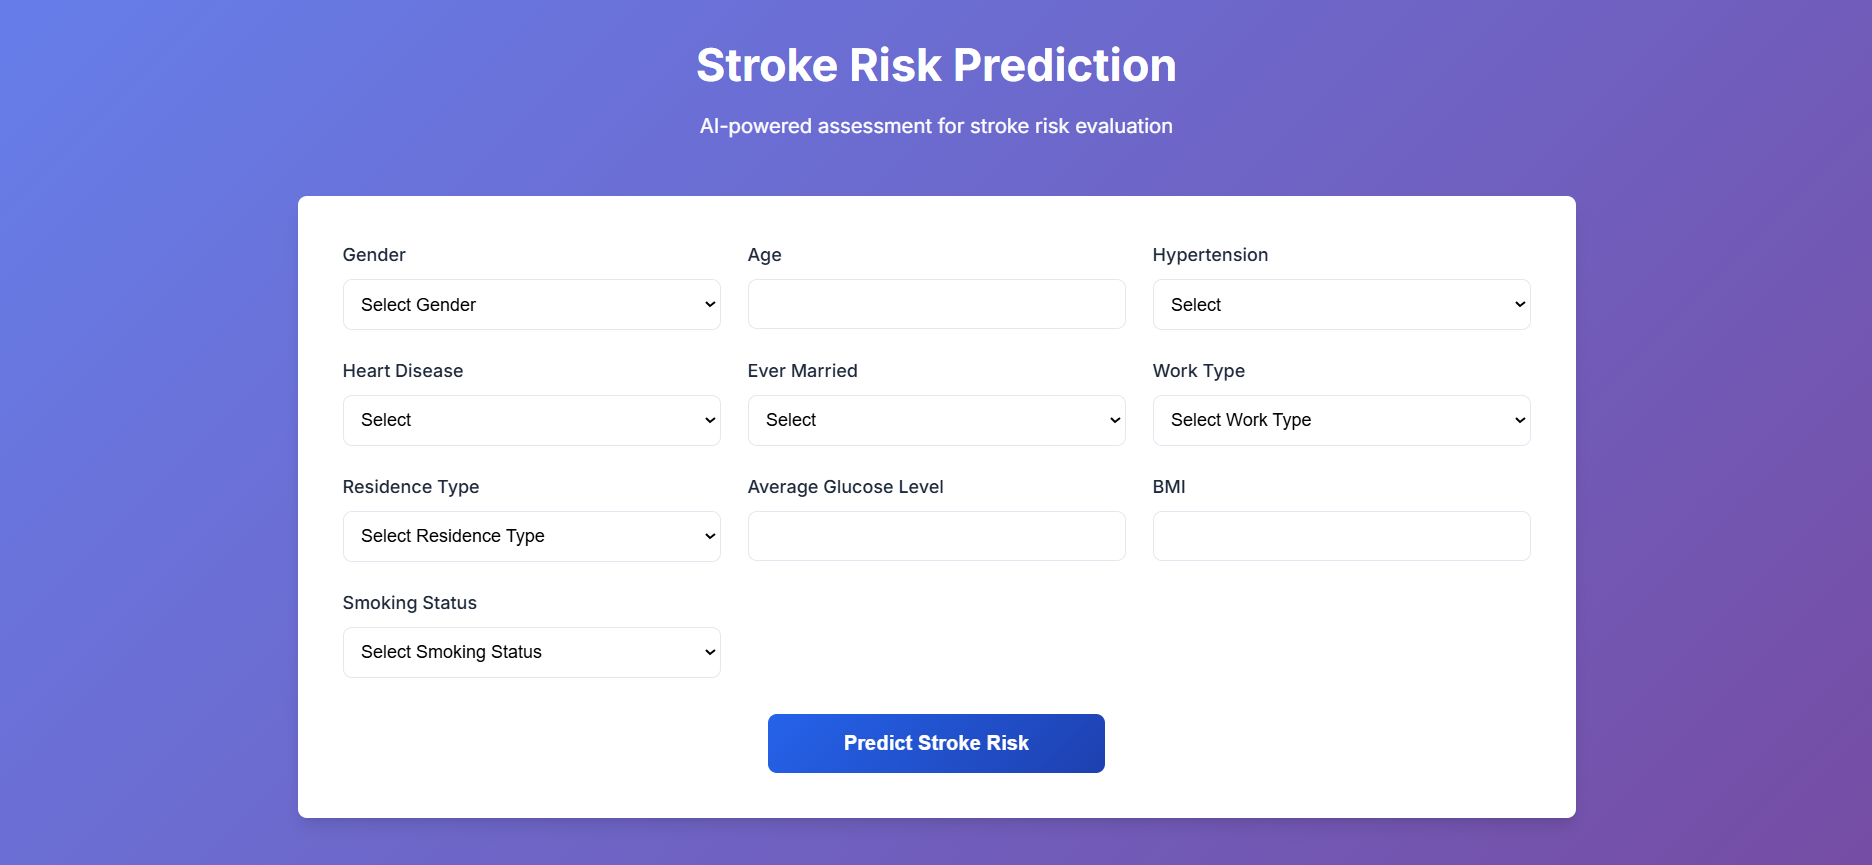 Stroke Risk Prediction
AI-powered assessment for stroke risk evaluation
Gender
Age
Hypertension
Select Gender
Select
Heart Disease
Ever Married
Work Type
Select
Select
Select Work Type
Residence Type
Average Glucose Level
BMI
Select Residence Type
Smoking Status
Select Smoking Status
Predict Stroke Risk